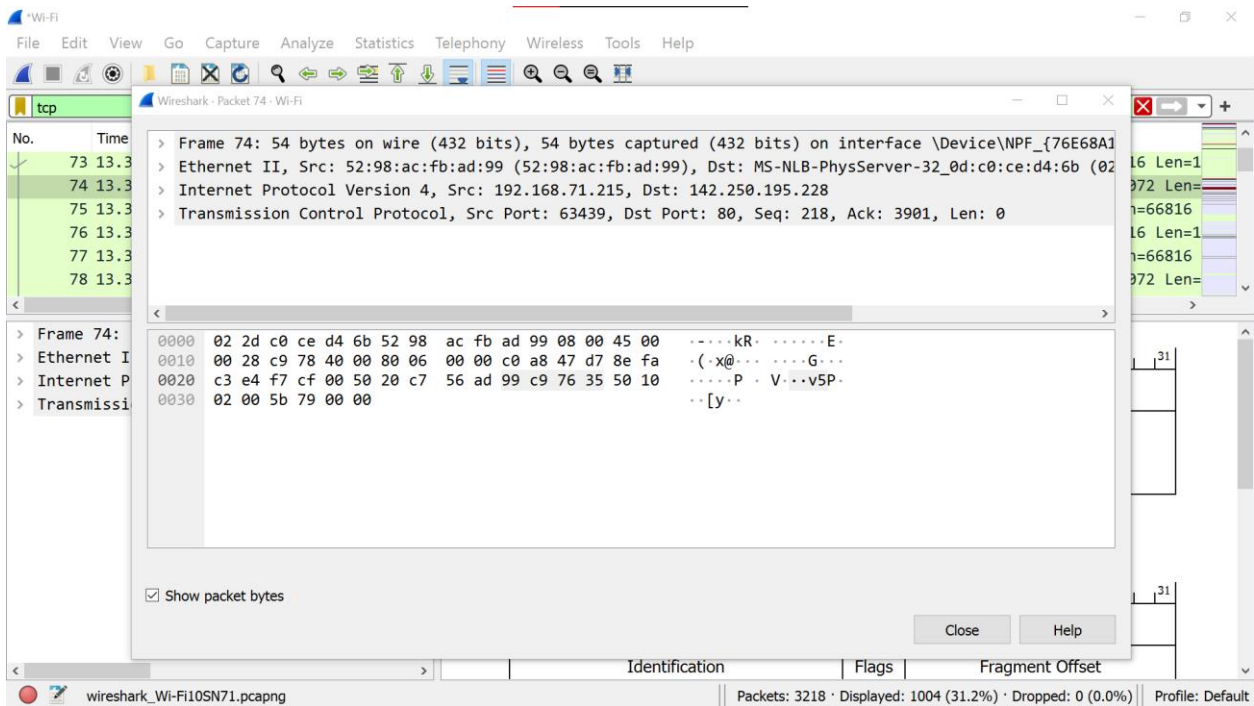 *Wi-Fi
File Edit View Go Capture Analyze Statistics Telephony Wireless Tools Help
tcp
Wireshark · Packet 74 · Wi-Fi
No. Time
73 13.3
74 13.3
75 13.3
76 13.3
77 13.3
78 13.3
16 Len=1
072 Len=
n=66816
16 Len=1
n=66816
072 Len=
> Frame 74: 54 bytes on wire (432 bits), 54 bytes captured (432 bits) on interface \Device\NPF_{76E68A1
> Ethernet II, Src: 52:98:ac:fb:ad:99 (52:98:ac:fb:ad:99), Dst: MS-NLB-PhysServer-32_0d:c0:ce:d4:6b (02
> Internet Protocol Version 4, Src: 192.168.71.215, Dst: 142.250.195.228
> Transmission Control Protocol, Src Port: 63439, Dst Port: 80, Seq: 218, Ack: 3901, Len: 0
> Frame 74:
> Ethernet I
> Internet P
> Transmissi
0000 02 2d c0 ce d4 6b 52 98 ac fb ad 99 08 00 45 00 ·-···kR· ······E·
0010 00 28 c9 78 40 00 80 06 00 00 c0 a8 47 d7 8e fa ·(·x@··· ····G···
0020 c3 e4 f7 cf 00 50 20 c7 56 ad 99 c9 76 35 50 10 ·····P · V···v5P·
0030 02 00 5b 79 00 00 ··[y··
31
Show packet bytes
31
Close Help
Identification Flags Fragment Offset
wireshark_Wi-Fi10SN71.pcapng
Packets: 3218 · Displayed: 1004 (31.2%) · Dropped: 0 (0.0%)
Profile: Default